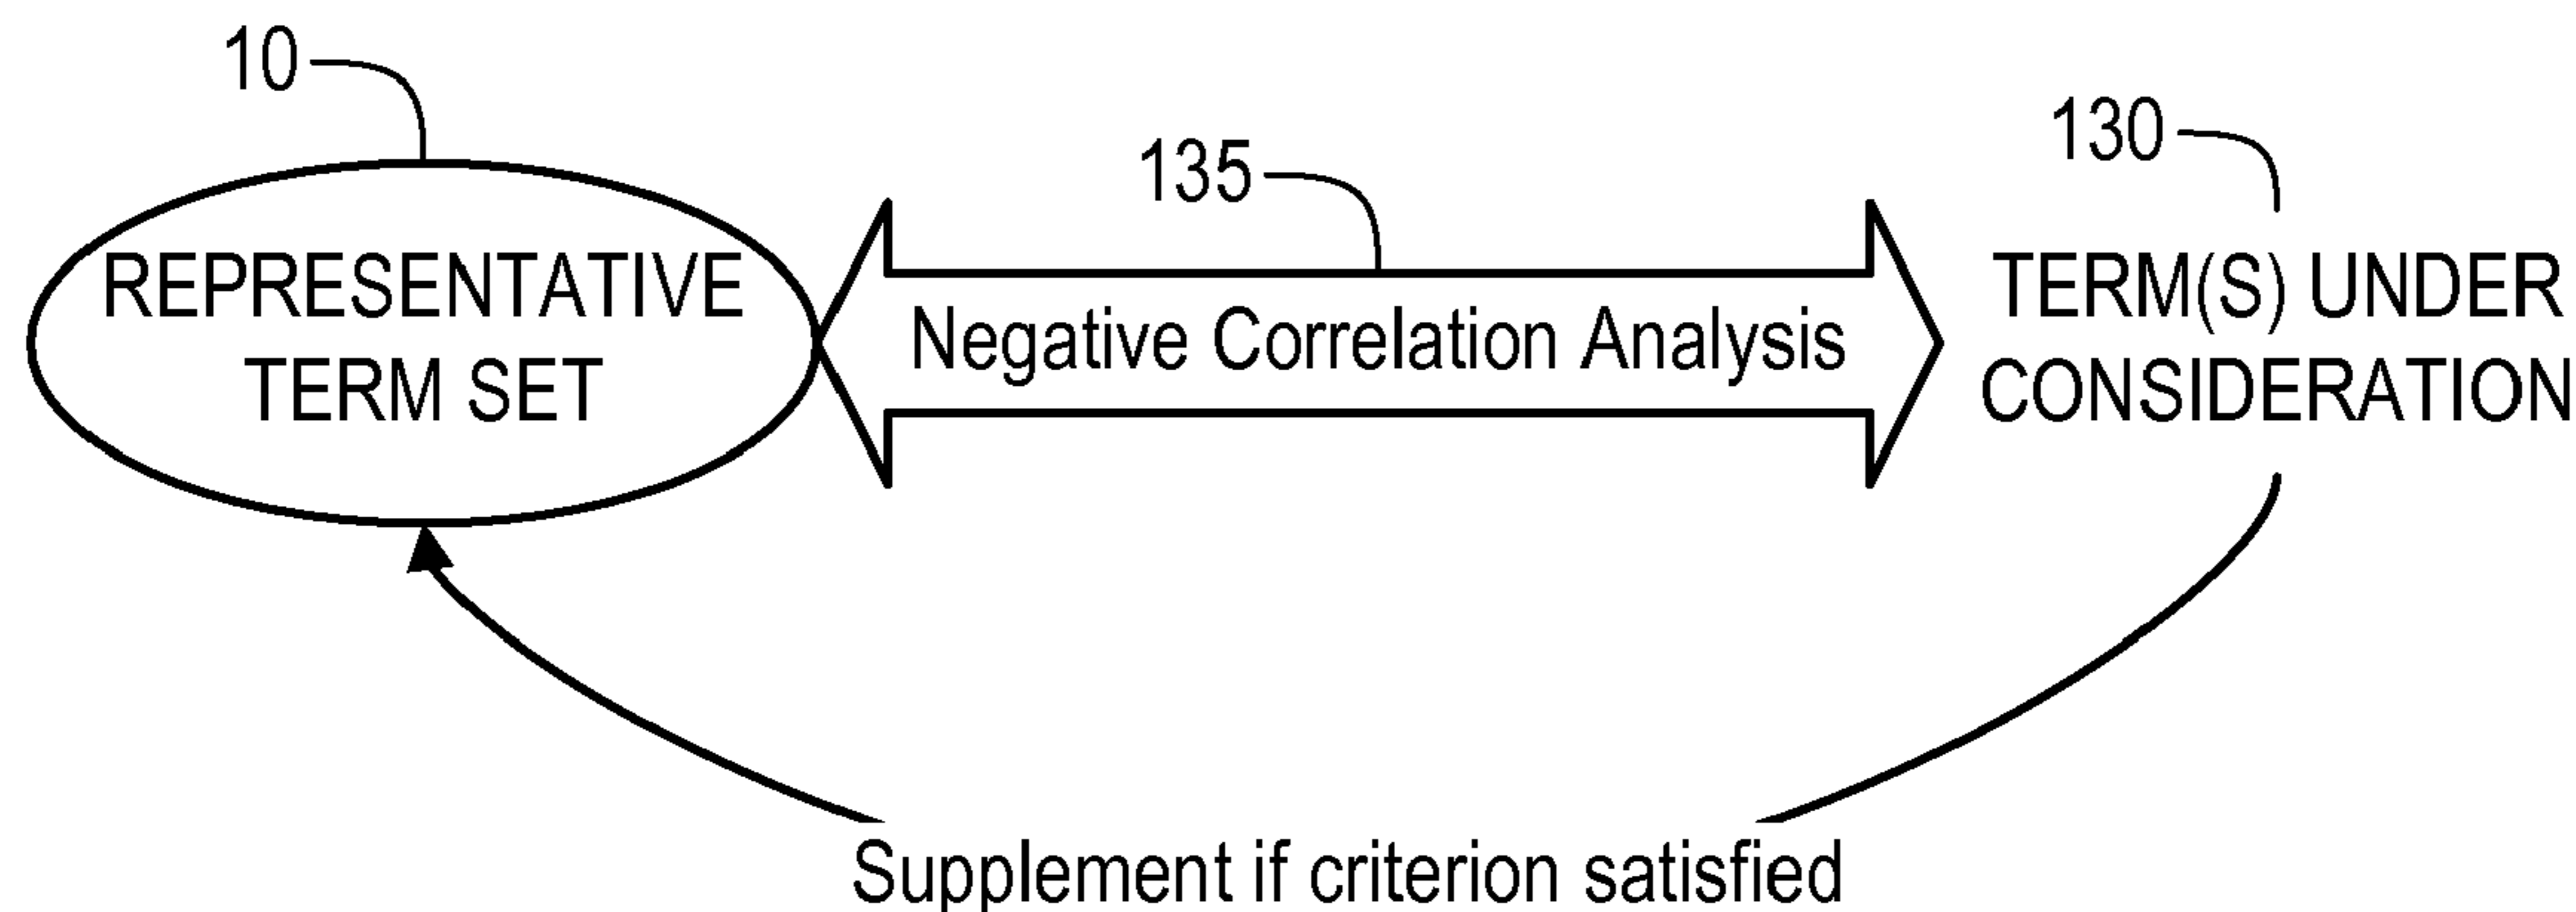 10
135
130
REPRESENTATIVE
TERM SET
Negative Correlation Analysis
TERM(S) UNDER
CONSIDERATION
Supplement if criterion satisfied